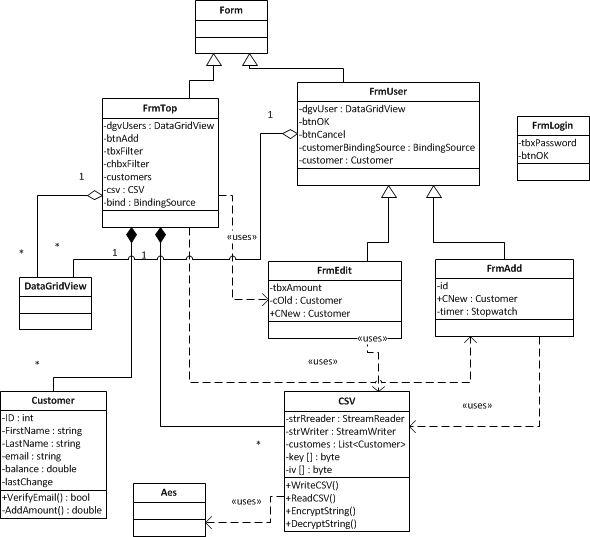 Form
FrmTop
-dgvUsers : DataGridView
-btnAdd
-tbxFilter
-chbxFilter
-customers
-csv : CSV
-bind : BindingSource
FrmUser
-dgvUser : DataGridView
-btnOK
-btnCancel
-customerBindingSource : BindingSource
-customer : Customer
FrmLogin
-tbxPassword
-btnOK
1
1
«uses»
*
*
1
1
DataGridView
FrmEdit
-tbxAmount
-cOld : Customer
+CNew : Customer
FrmAdd
-id
+CNew : Customer
-timer : Stopwatch
«uses»
«uses»
*
«uses»
*
Customer
-ID : int
-FirstName : string
-LastName : string
-email : string
-balance : double
-lastChange
+VerifyEmail() : bool
-AddAmount() : double
CSV
-strRreader : StreamReader
-strWriter : StreamWriter
-customes : List<Customer>
-key [] : byte
-iv [] : byte
+WriteCSV()
+ReadCSV()
+EncryptString()
+DecryptString()
Aes
«uses»